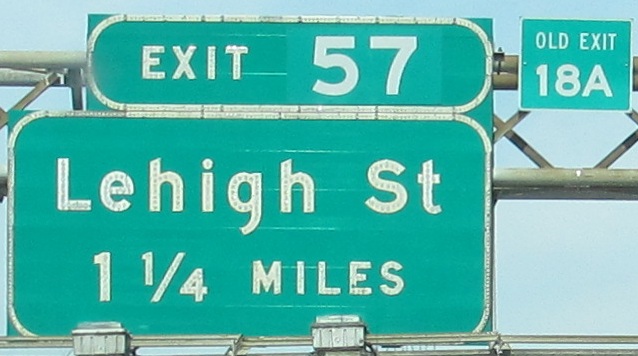 EXIT 57
OLD EXIT
18A
Lehigh St
1 1/4 MILES